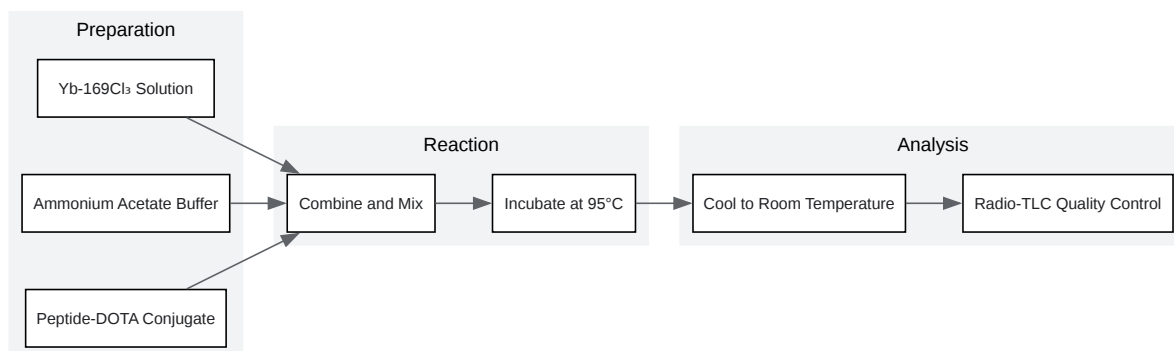 Preparation
Yb-169Cl₃ Solution
Ammonium Acetate Buffer
Peptide-DOTA Conjugate
Reaction
Combine and Mix
Incubate at 95°C
Analysis
Cool to Room Temperature
Radio-TLC Quality Control